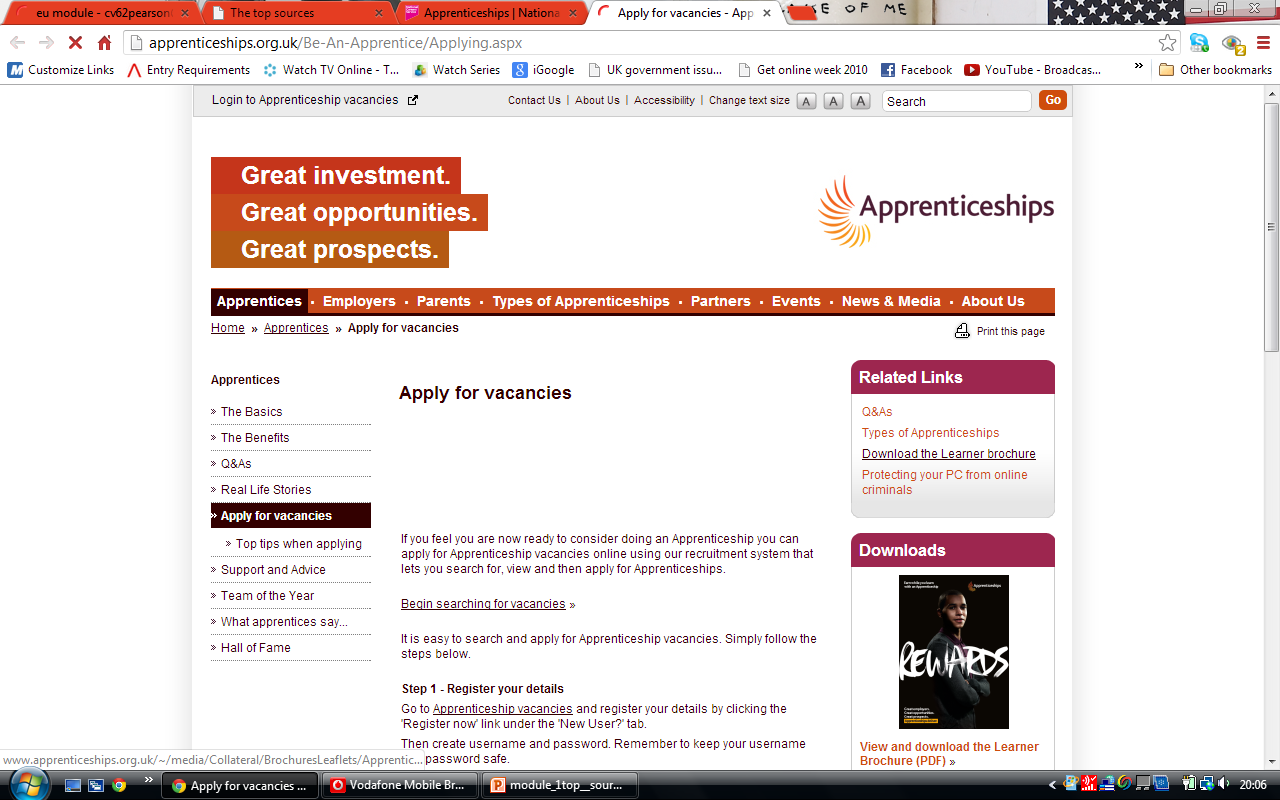 eu module - cv62pearson
The top sources
Apprenticeships | Nationa
Apply for vacancies - App
OF ME
apprenticeships.org.uk/Be-An-Apprentice/Applying.aspx
Customize Links
Entry Requirements
Watch TV Online - T...
Watch Series
iGoogle
UK government issu...
Get online week 2010
Facebook
YouTube - Broadcas...
»
Other bookmarks
Login to Apprenticeship vacancies
Contact Us | About Us | Accessibility | Change text size A A A
Search
Go
Great investment.
Great opportunities.
Great prospects.
Apprenticeships
Apprentices · Employers · Parents · Types of Apprenticeships · Partners · Events · News & Media · About Us
Home » Apprentices » Apply for vacancies
Print this page
Apprentices
» The Basics
» The Benefits
» Q&As
» Real Life Stories
» Apply for vacancies
» Top tips when applying
» Support and Advice
» Team of the Year
» What apprentices say...
» Hall of Fame
Apply for vacancies
If you feel you are now ready to consider doing an Apprenticeship you can
apply for Apprenticeship vacancies online using our recruitment system that
lets you search for, view and then apply for Apprenticeships.
Begin searching for vacancies »
It is easy to search and apply for Apprenticeship vacancies. Simply follow the
steps below.
Step 1 - Register your details
Go to Apprenticeship vacancies and register your details by clicking the
'Register now' link under the 'New User?' tab.
Then create username and password. Remember to keep your username
password safe.
Related Links
Q&As
Types of Apprenticeships
Download the Learner brochure
Protecting your PC from online
criminals
Downloads
Apprenticeships
REWARDS
View and download the Learner
Brochure (PDF) »
www.apprenticeships.org.uk/~/media/Collateral/BrochuresLeaflets/Apprentic...
»
Apply for vacancies ...
Vodafone Mobile Br...
module_1top__sour...
20:06